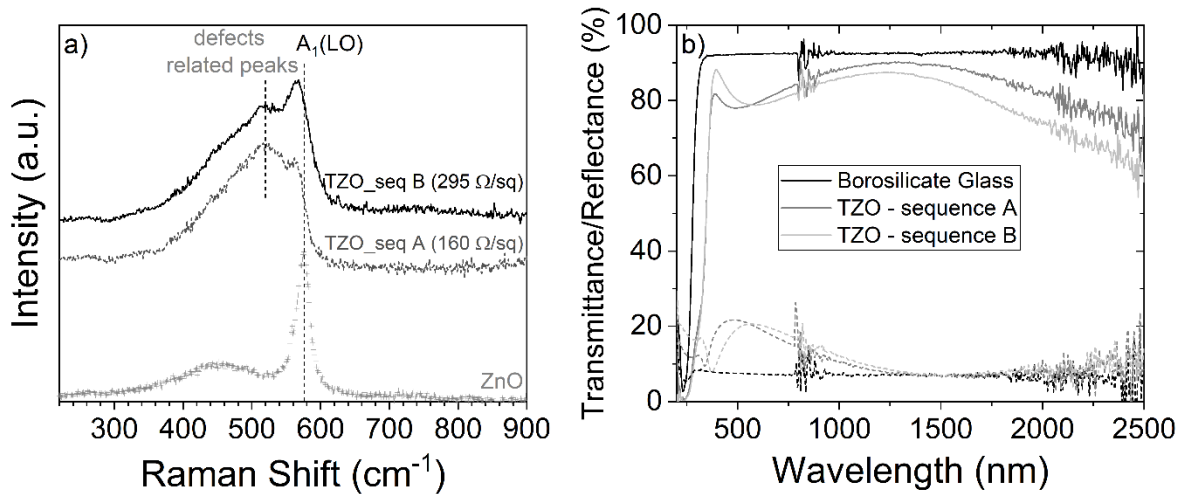 a)
defects
related peaks
A₁(LO)
TZO_seq B (295 Ω/sq)
TZO_seq A (160 Ω/sq)
ZnO
Intensity (a.u.)
300 400 500 600 700 800 900
Raman Shift (cm⁻¹)
b)
Transmittance/Reflectance (%)
100
80
60
40
20
0
Borosilicate Glass
TZO - sequence A
TZO - sequence B
500 1000 1500 2000 2500
Wavelength (nm)